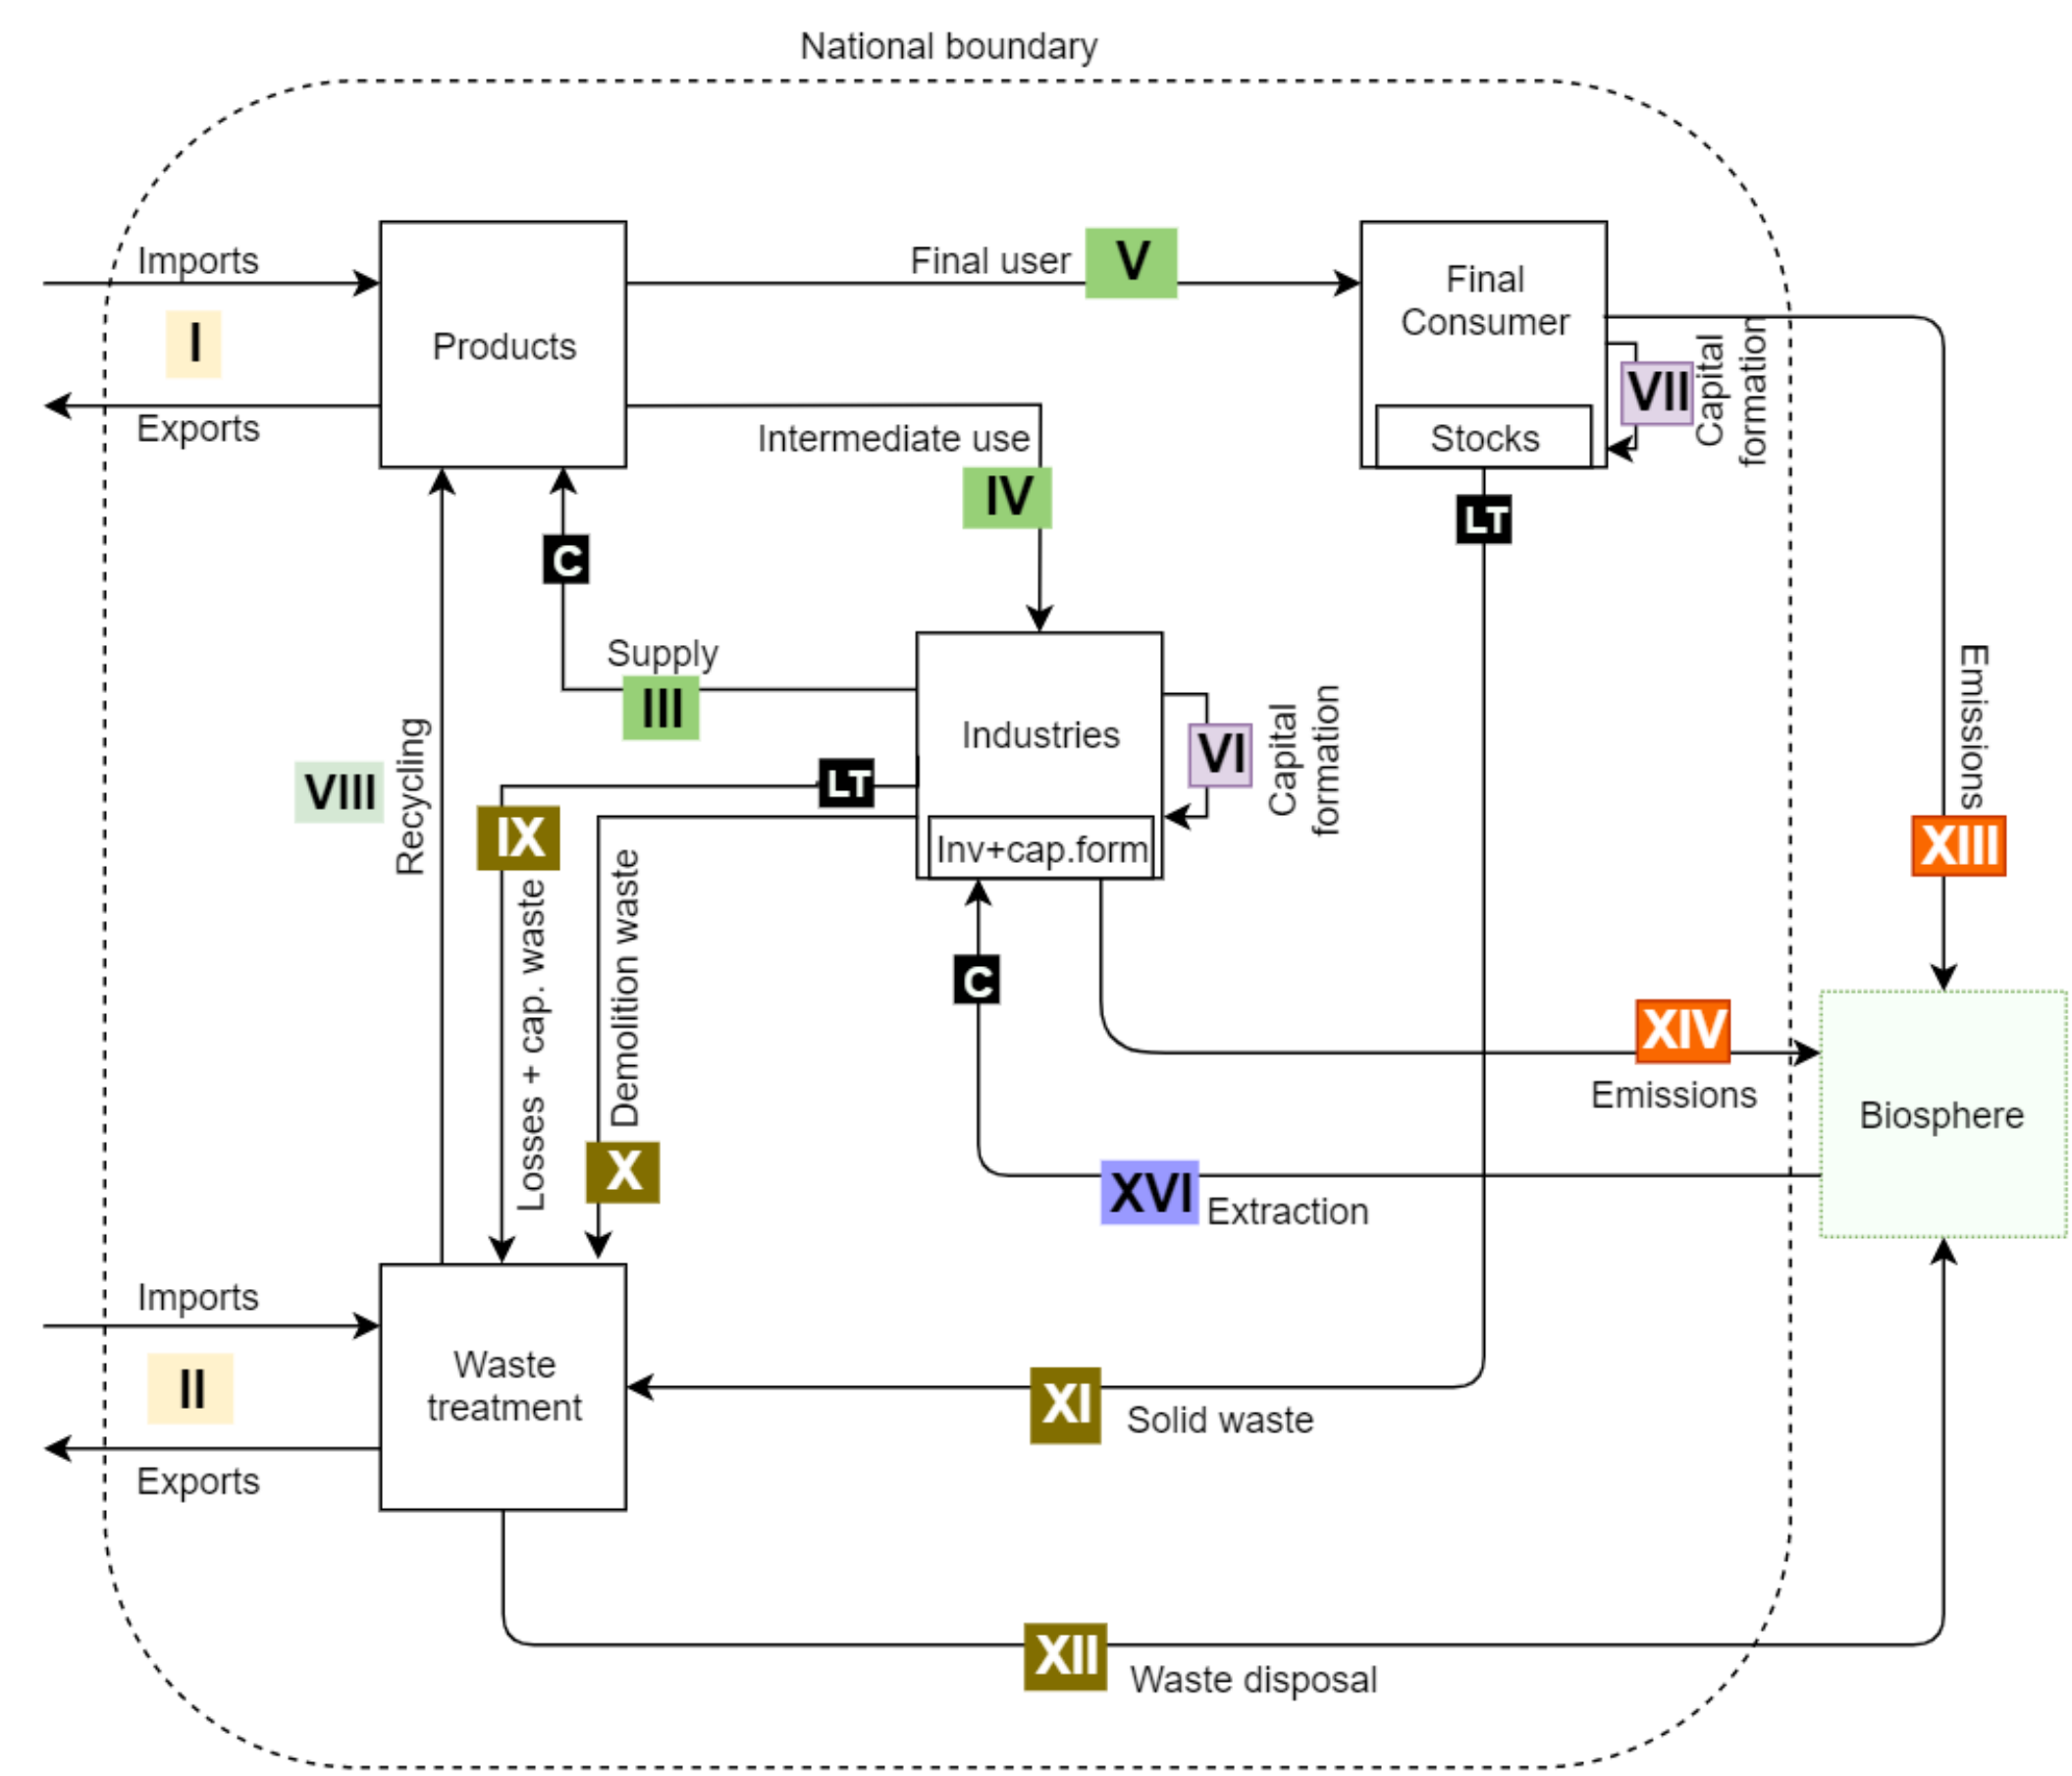 National boundary
Imports
I
Exports
Products
Final user
V
Final
Consumer
Stocks
VII
Capital
formation
Intermediate use
IV
LT
C
Supply
III
Industries
Inv+cap.form
VI
Capital
formation
Emissions
XIII
VIII
Recycling
LT
IX
Losses + cap. waste
Demolition waste
X
C
XIV
Emissions
Biosphere
XVI
Extraction
Imports
II
Exports
Waste
treatment
XI
Solid waste
XII
Waste disposal